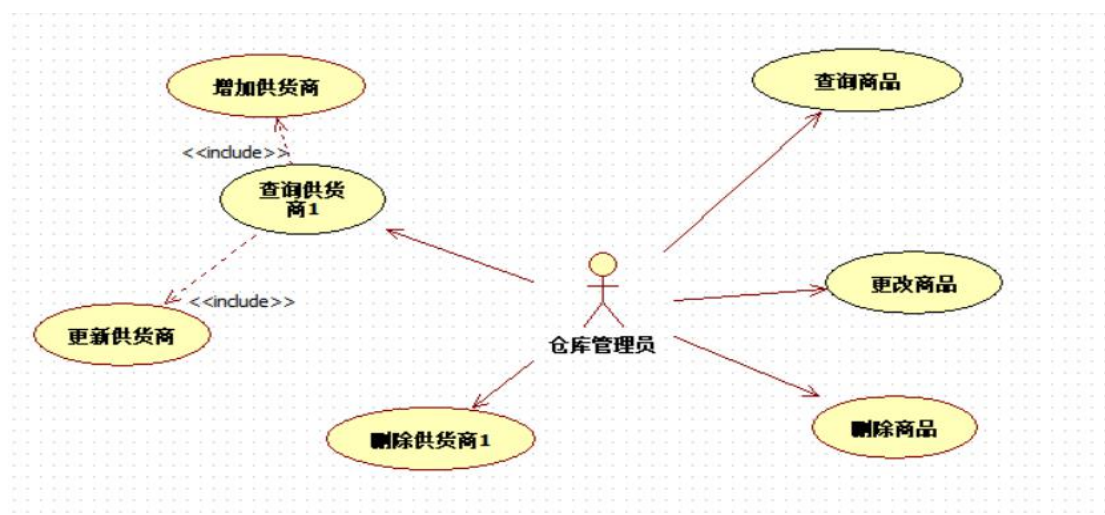 增加供货商
查询商品
<<include>>
查询供货
商1
更改商品
<<include>>
更新供货商
仓库管理员
删除供货商1
删除商品